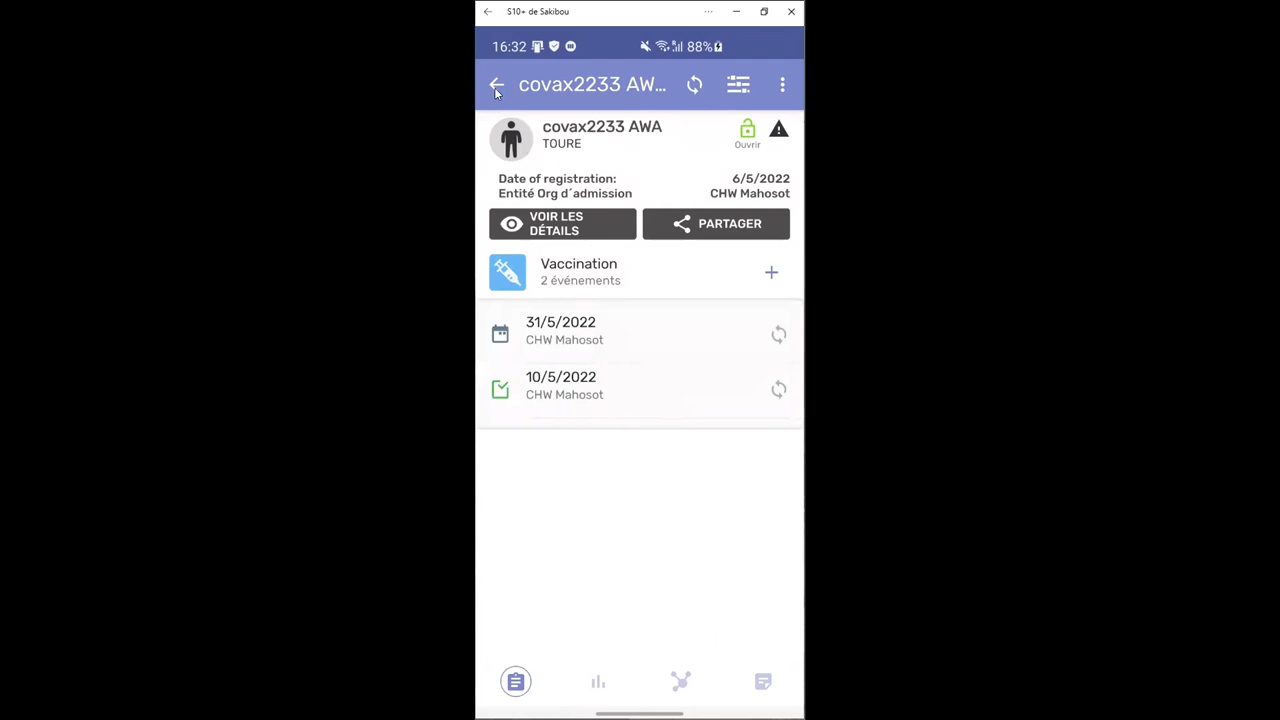 S10+ de Sakibou
16:32 88%
covax2233 AW...
covax2233 AWA
TOURE
Ouvrir
Date of registration: 6/5/2022
Entité Org d´admission CHW Mahosot
VOIR LES
DÉTAILS
PARTAGER
Vaccination
2 événements
31/5/2022
CHW Mahosot
10/5/2022
CHW Mahosot